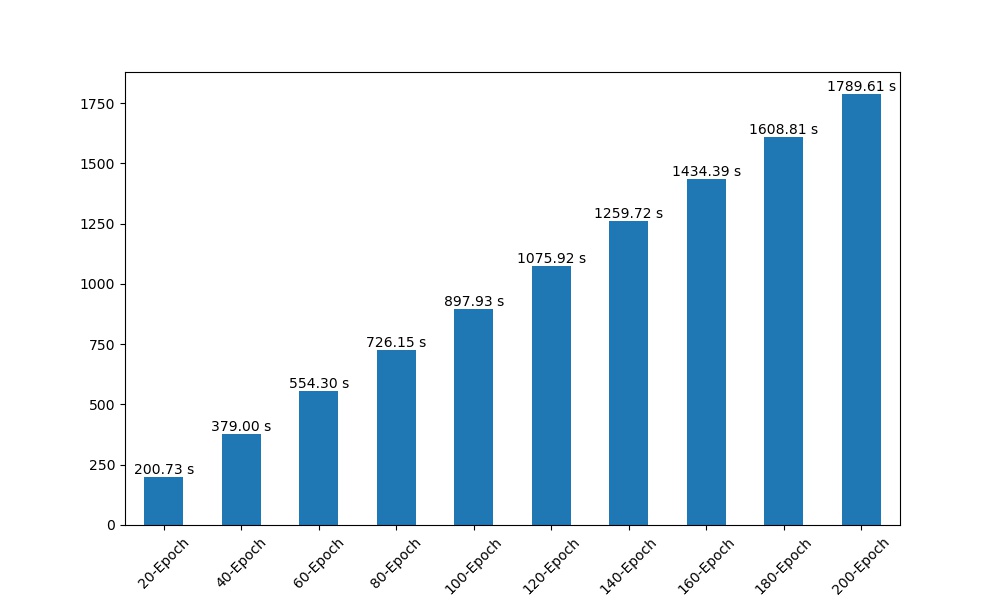 1789.61 s
1750
1608.81 s
1500
1434.39 s
1259.72 s
1250
1075.92 s
1000
897.93 s
750
726.15 s
554.30 s
500
379.00 s
250
200.73 s
0
20-Epoch
40-Epoch
60-Epoch
80-Epoch
100-Epoch
120-Epoch
140-Epoch
160-Epoch
180-Epoch
200-Epoch